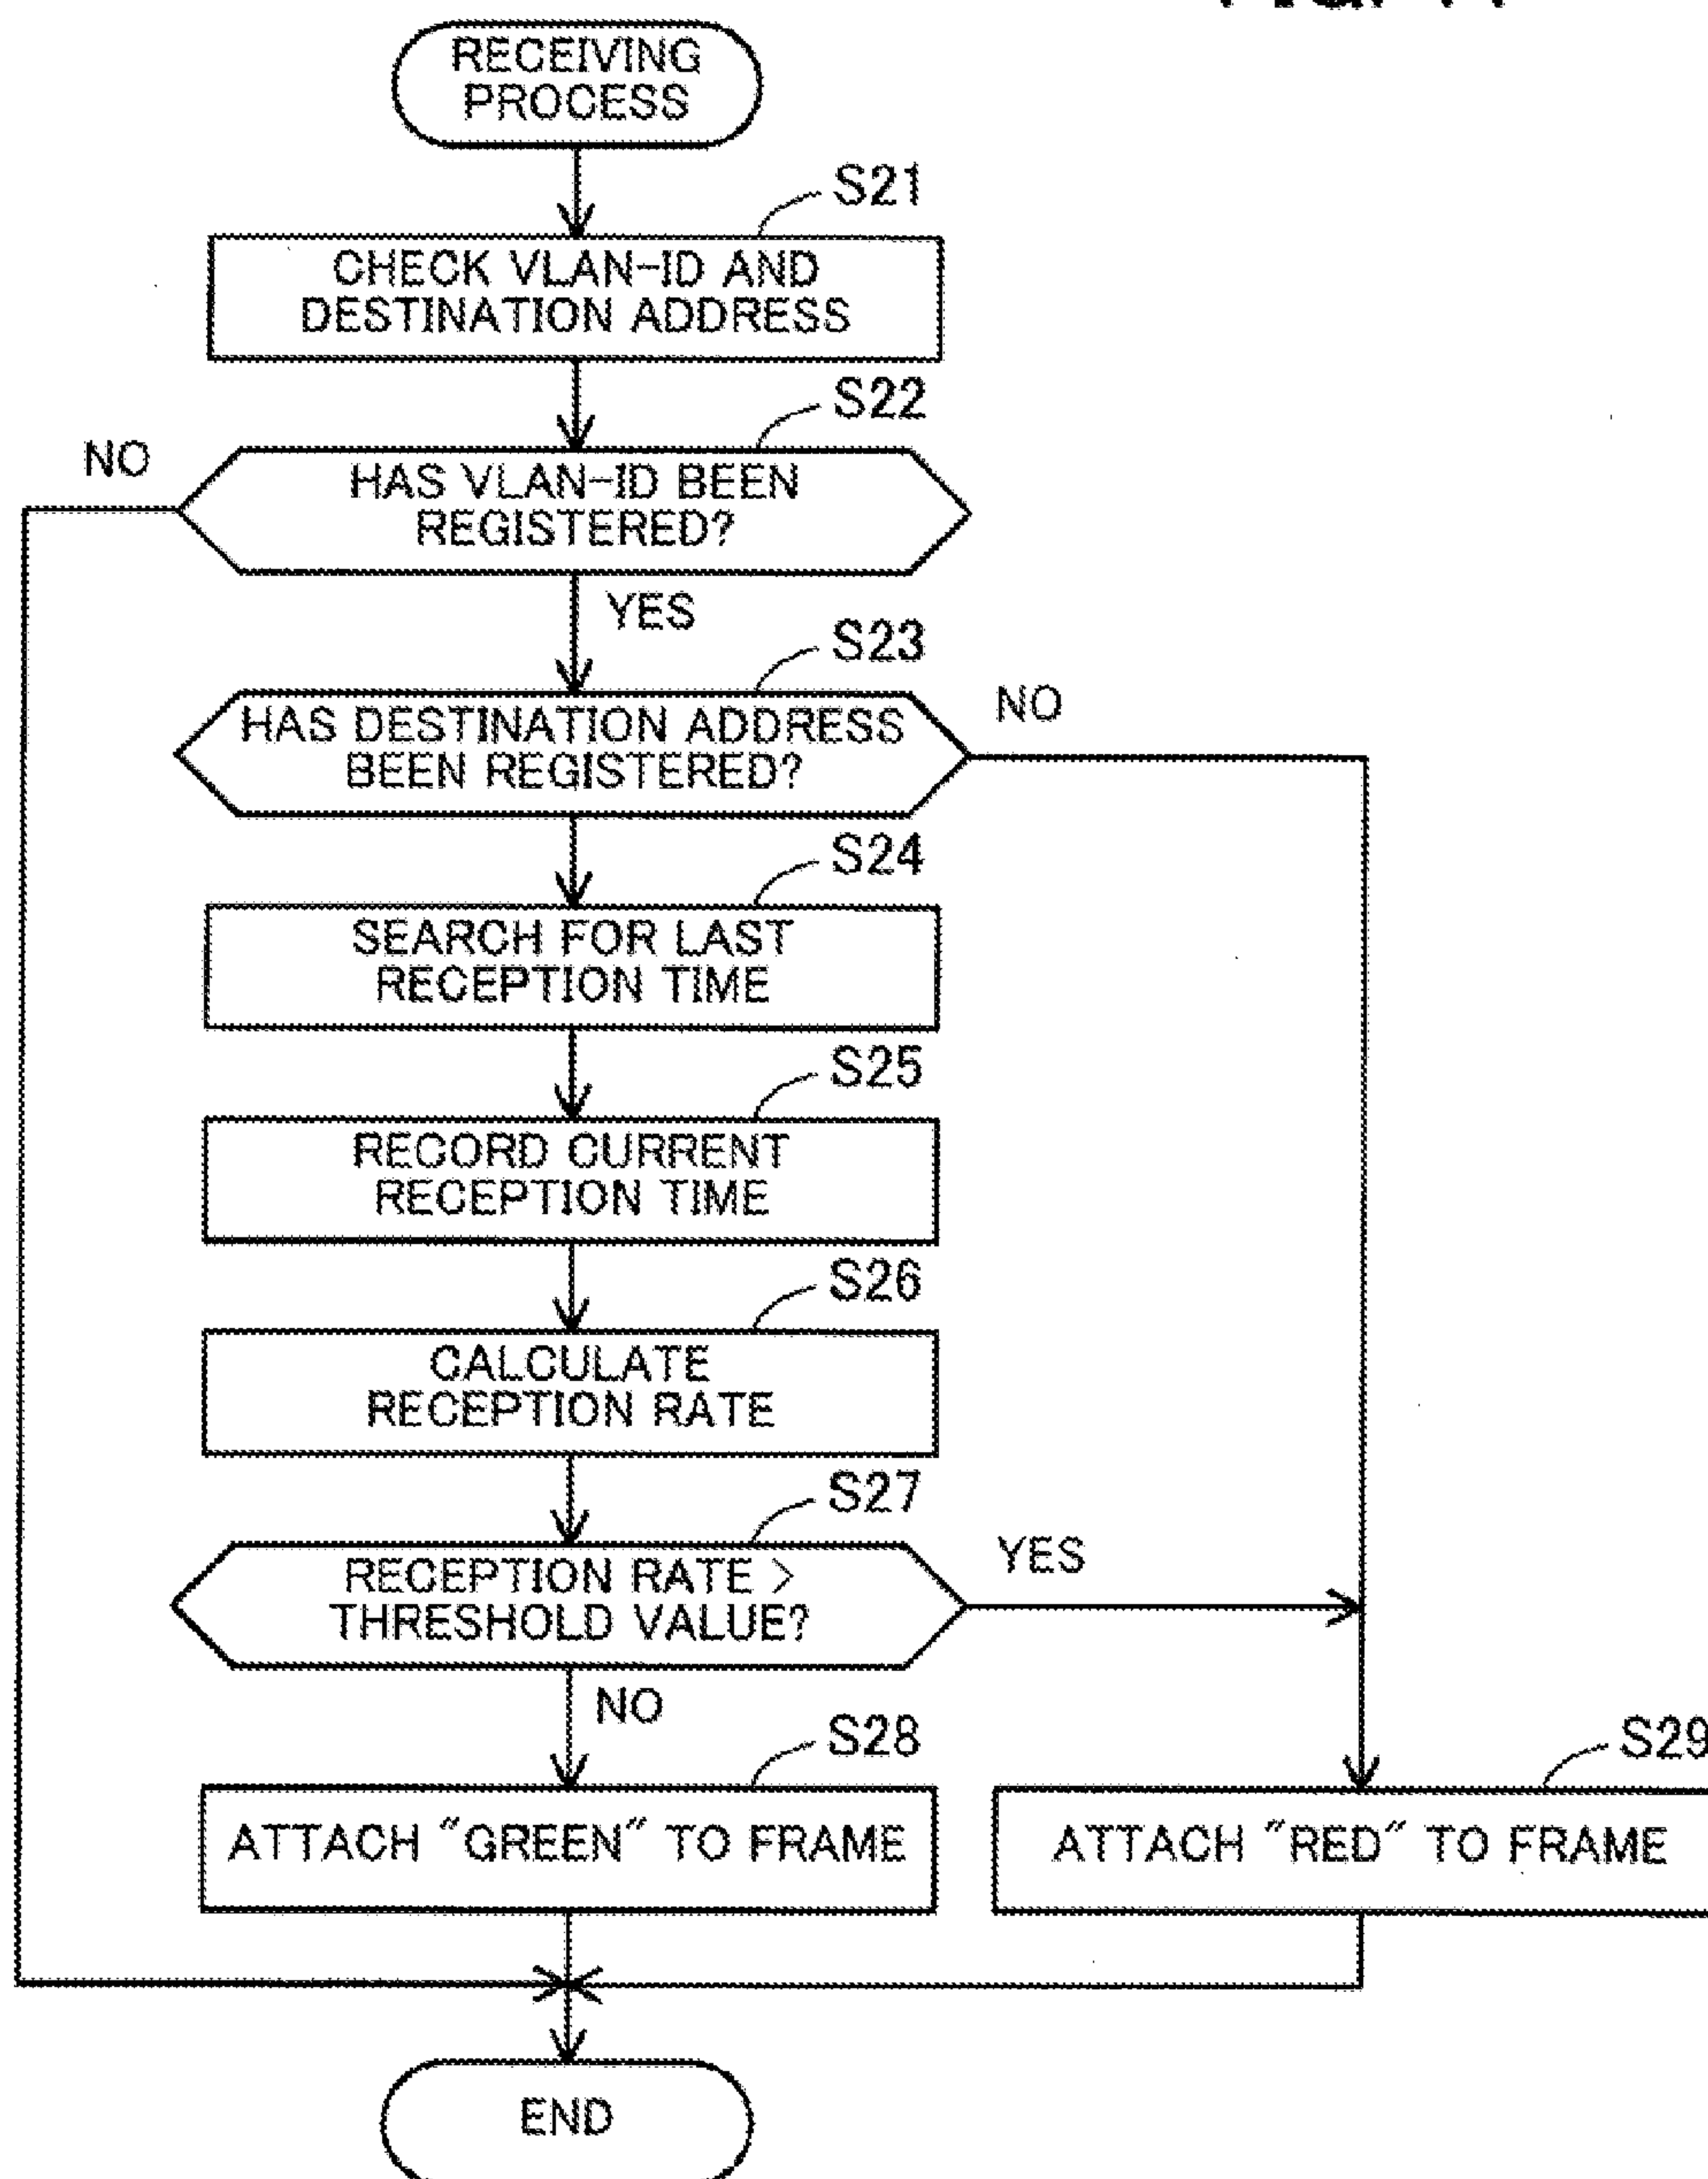 RECEIVING
PROCESS
S21
CHECK VLAN-ID AND
DESTINATION ADDRESS
S22
NO
HAS VLAN-ID BEEN
REGISTERED?
YES
S23
HAS DESTINATION ADDRESS
BEEN REGISTERED?
NO
S24
SEARCH FOR LAST
RECEPTION TIME
S25
RECORD CURRENT
RECEPTION TIME
S26
CALCULATE
RECEPTION RATE
S27
RECEPTION RATE >
THRESHOLD VALUE?
YES
NO
S28
S29
ATTACH "GREEN" TO FRAME
ATTACH "RED" TO FRAME
END